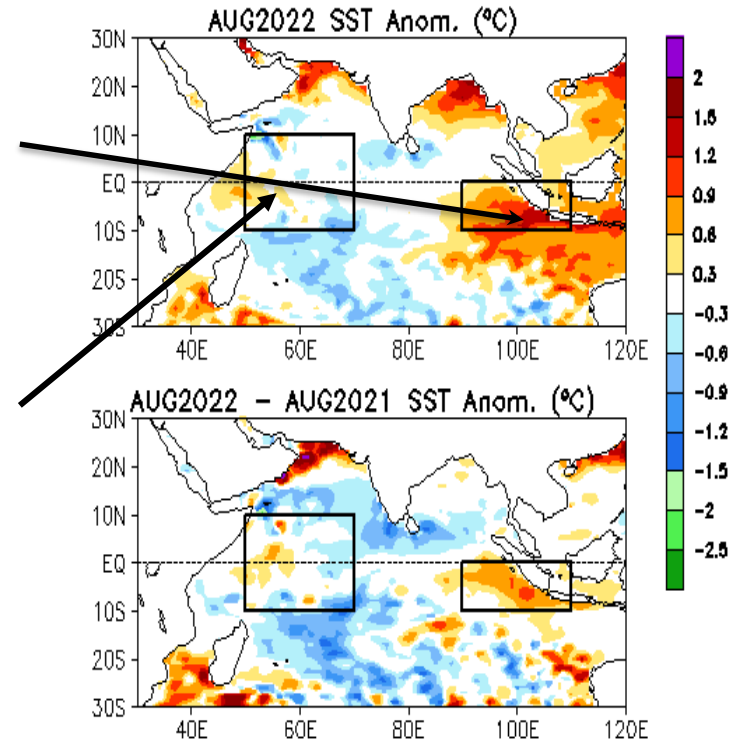 AUG2022 SST Anom. (°C)
30N
20N
10N
EQ
10S
20S
30S
40E 60E 80E 100E 120E
AUG2022 - AUG2021 SST Anom. (°C)
30N
20N
10N
EQ
10S
20S
30S
40E 60E 80E 100E 120E
2
1.5
1.2
0.9
0.6
0.3
-0.3
-0.6
-0.9
-1.2
-1.5
-2
-2.5